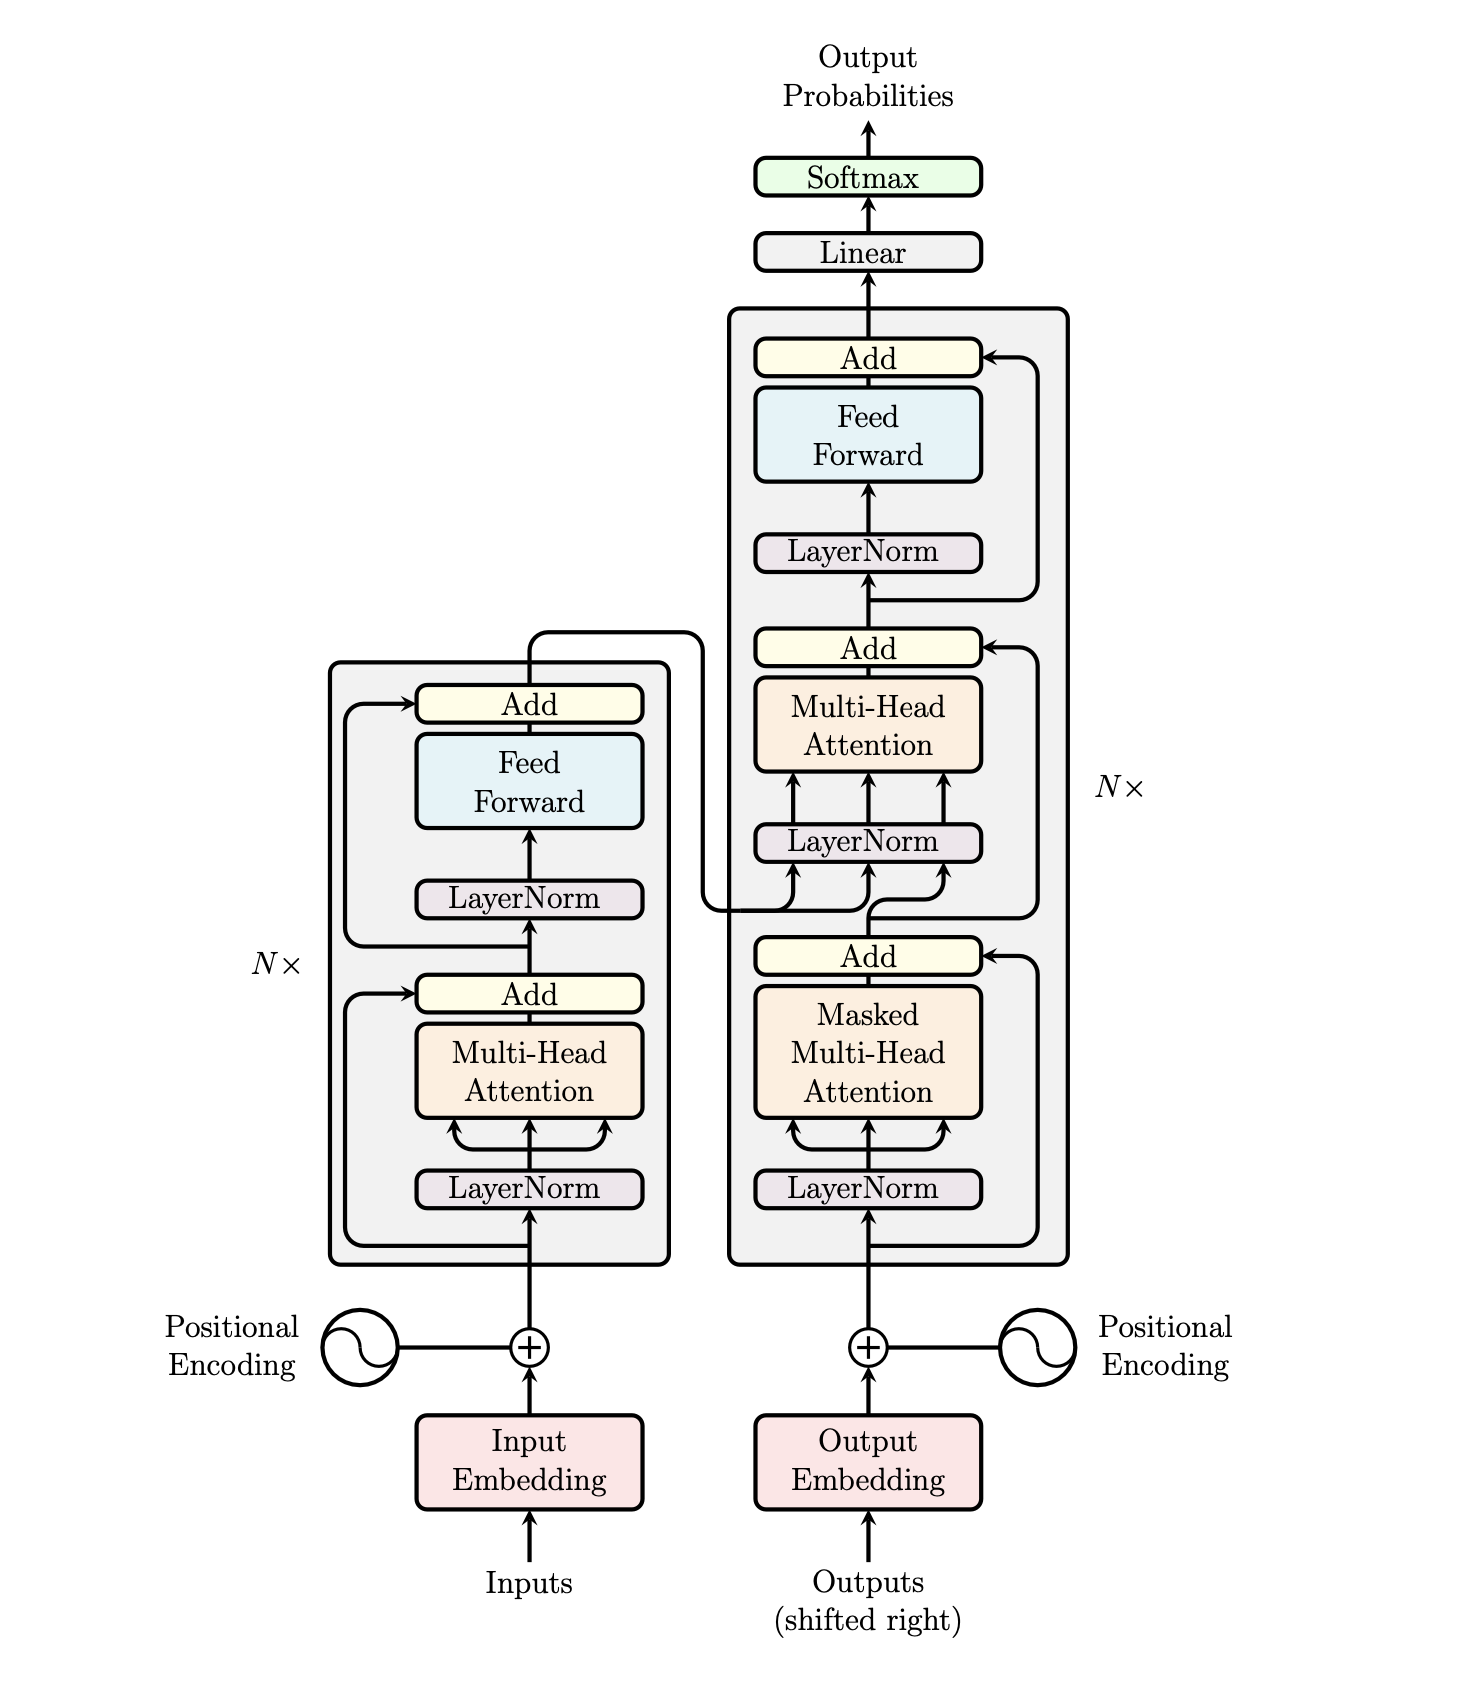 Output
Probabilities
Softmax
Linear
Add
Feed
Forward
LayerNorm
Add
Multi-Head
Attention
LayerNorm
Add
Masked
Multi-Head
Attention
LayerNorm
N×
Add
Feed
Forward
LayerNorm
Add
Multi-Head
Attention
LayerNorm
N×
Positional
Encoding
Positional
Encoding
Input
Embedding
Output
Embedding
Inputs
Outputs
(shifted right)